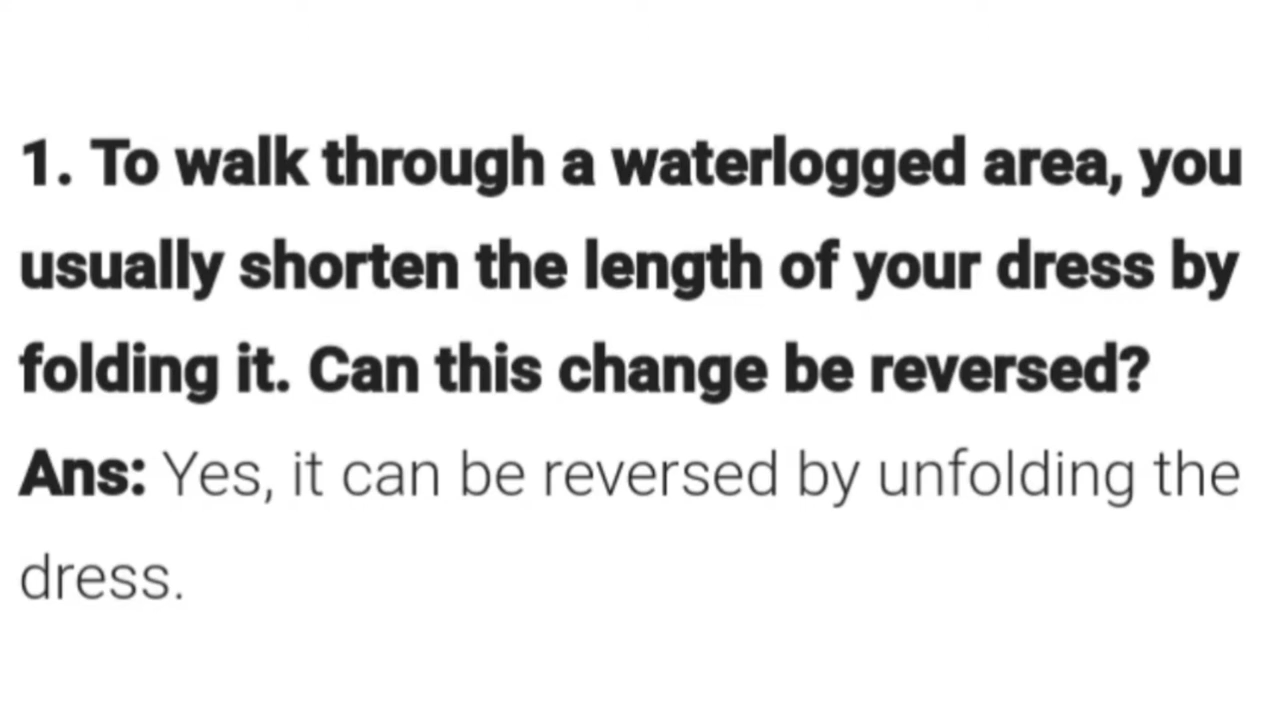 1. To walk through a waterlogged area, you
usually shorten the length of your dress by
folding it. Can this change be reversed?
Ans: Yes, it can be reversed by unfolding the
dress.